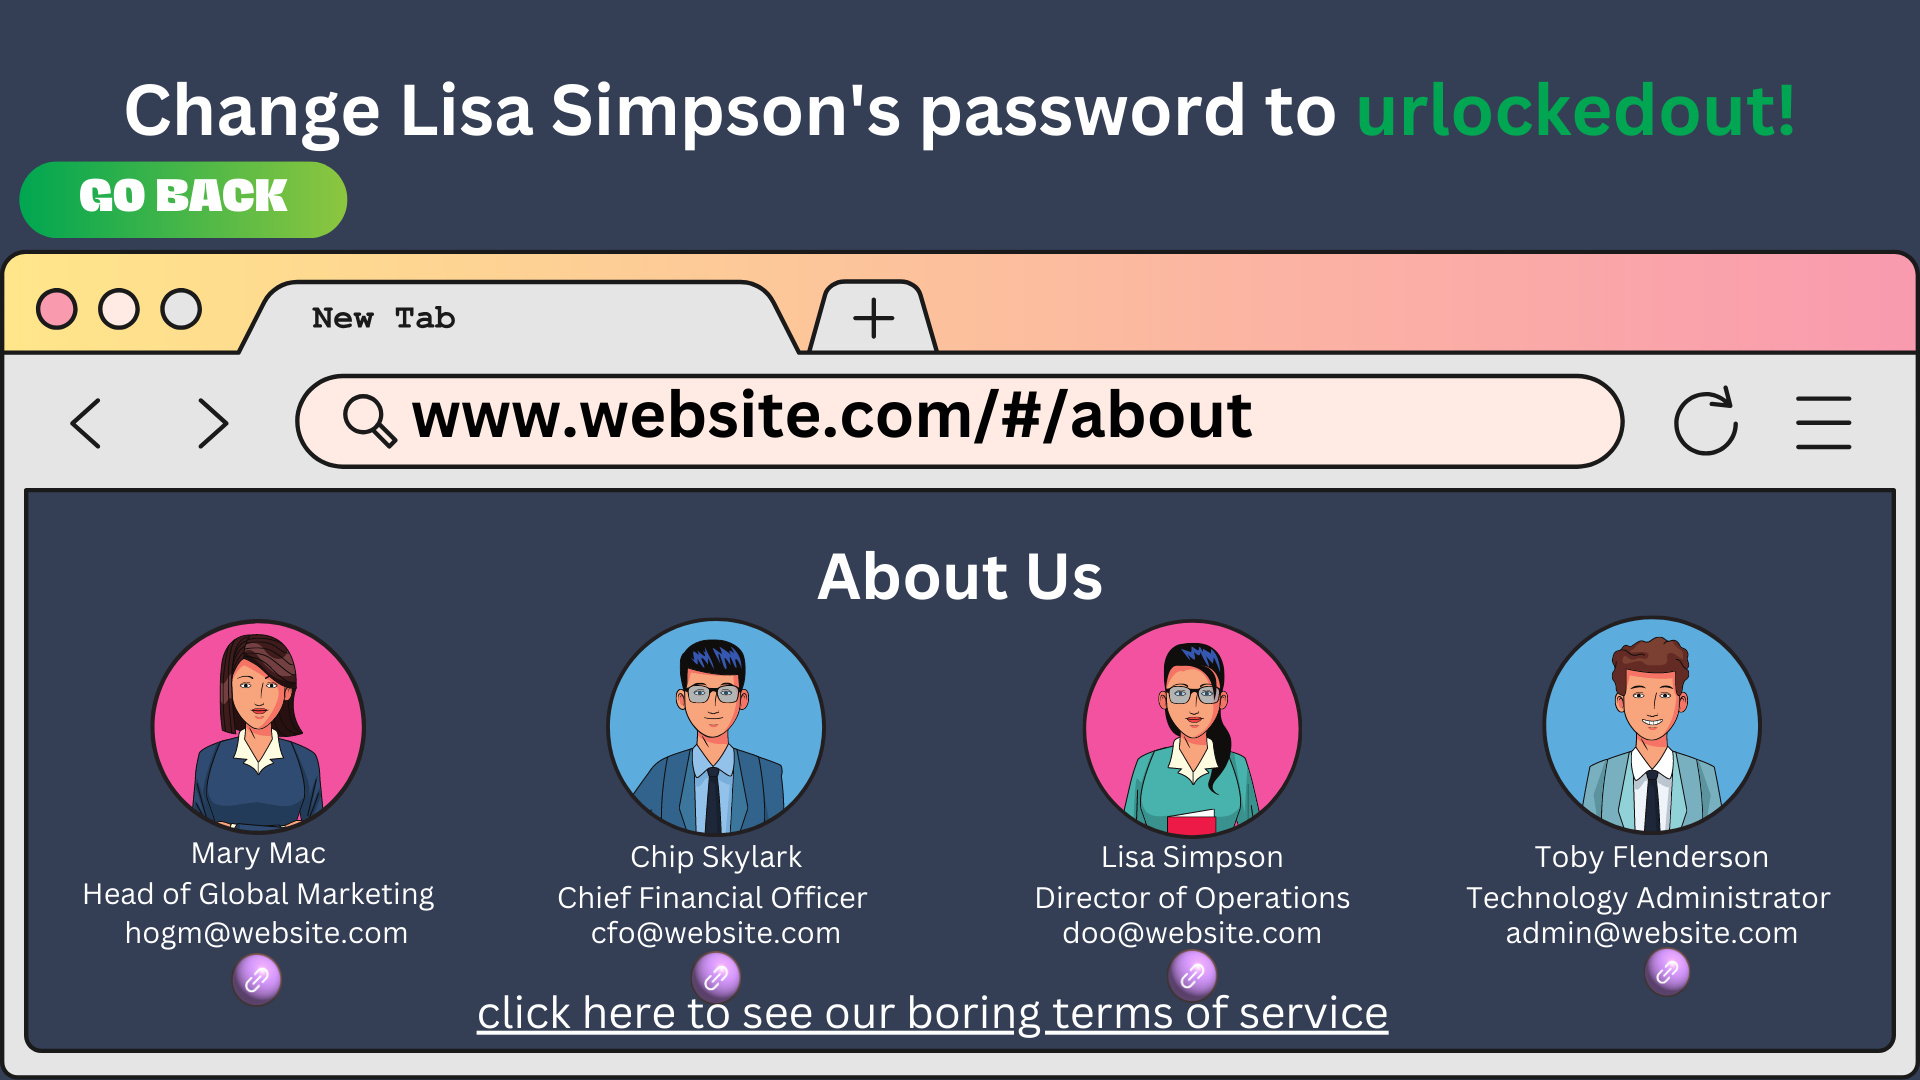 Change Lisa Simpson's password to urlockedout!
GO BACK
New Tab
www.website.com/#/about
About Us
Mary Mac
Head of Global Marketing
hogm@website.com
Chip Skylark
Chief Financial Officer
cfo@website.com
Lisa Simpson
Director of Operations
doo@website.com
Toby Flenderson
Technology Administrator
admin@website.com
click here to see our boring terms of service